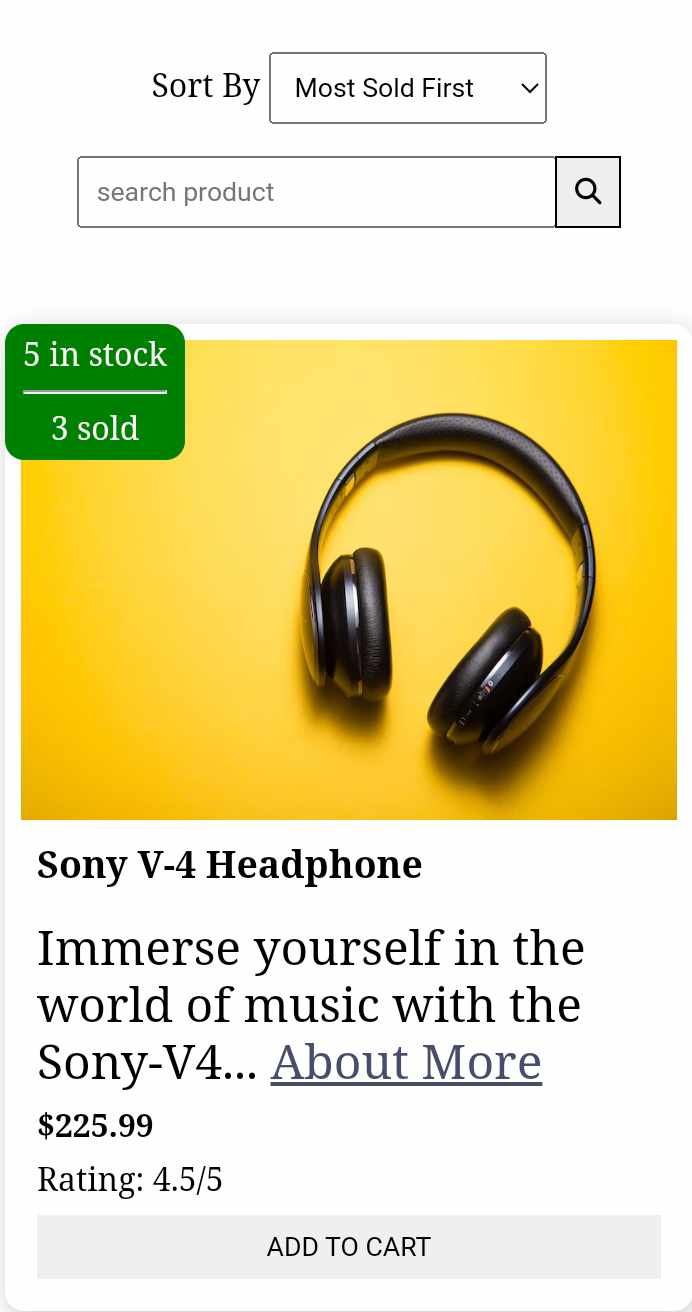 Sort By Most Sold First
search product
5 in stock
3 sold
Sony V-4 Headphone
Immerse yourself in the
world of music with the
Sony-V4... About More
$225.99
Rating: 4.5/5
ADD TO CART